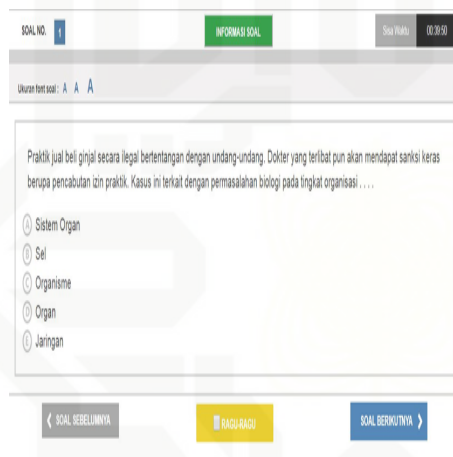 SOAL NO. 1 INFORMASI SOAL Sisa Waktu 00:39:50
Ukuran font soal : A A A
Praktik jual beli ginjal secara ilegal bertentangan dengan undang-undang. Dokter yang terlibat pun akan mendapat sanksi keras
berupa pencabutan izin praktik. Kasus ini terkait dengan permasalahan biologi pada tingkat organisasi . . . .
A Sistem Organ
B Sel
C Organisme
D Organ
E Jaringan
SOAL SEBELUMNYA RAGU-RAGU SOAL BERIKUTNYA